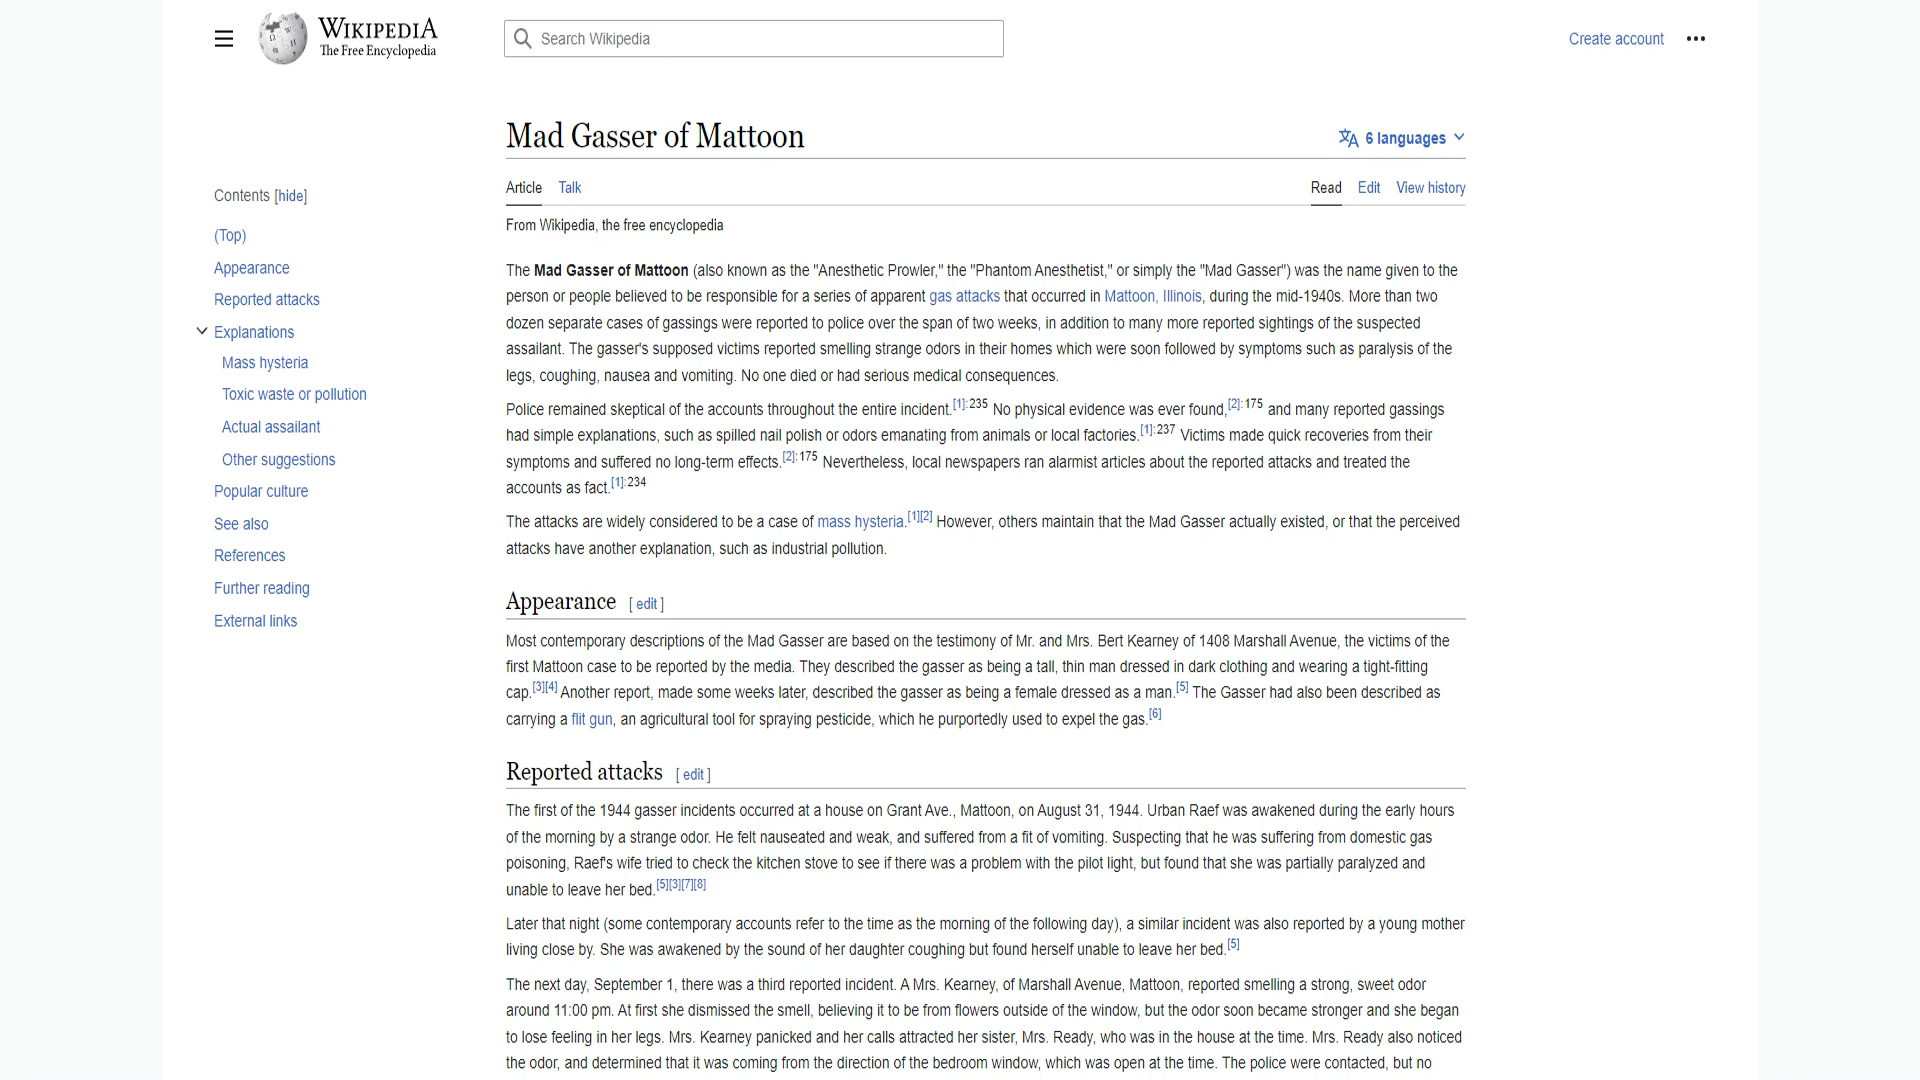 WIKIPEDIA
The Free Encyclopedia
Search Wikipedia
Create account
Mad Gasser of Mattoon
6 languages
Article Talk
Read Edit View history
From Wikipedia, the free encyclopedia
Contents [hide]
(Top)
Appearance
Reported attacks
Explanations
Mass hysteria
Toxic waste or pollution
Actual assailant
Other suggestions
Popular culture
See also
References
Further reading
External links
The Mad Gasser of Mattoon (also known as the "Anesthetic Prowler," the "Phantom Anesthetist," or simply the "Mad Gasser") was the name given to the
person or people believed to be responsible for a series of apparent gas attacks that occurred in Mattoon, Illinois, during the mid-1940s. More than two
dozen separate cases of gassings were reported to police over the span of two weeks, in addition to many more reported sightings of the suspected
assailant. The gasser's supposed victims reported smelling strange odors in their homes which were soon followed by symptoms such as paralysis of the
legs, coughing, nausea and vomiting. No one died or had serious medical consequences.
Police remained skeptical of the accounts throughout the entire incident.[1]:235 No physical evidence was ever found,[2]:175 and many reported gassings
had simple explanations, such as spilled nail polish or odors emanating from animals or local factories.[1]:237 Victims made quick recoveries from their
symptoms and suffered no long-term effects.[2]:175 Nevertheless, local newspapers ran alarmist articles about the reported attacks and treated the
accounts as fact.[1]:234
The attacks are widely considered to be a case of mass hysteria.[1][2] However, others maintain that the Mad Gasser actually existed, or that the perceived
attacks have another explanation, such as industrial pollution.
Appearance [ edit ]
Most contemporary descriptions of the Mad Gasser are based on the testimony of Mr. and Mrs. Bert Kearney of 1408 Marshall Avenue, the victims of the
first Mattoon case to be reported by the media. They described the gasser as being a tall, thin man dressed in dark clothing and wearing a tight-fitting
cap.[3][4] Another report, made some weeks later, described the gasser as being a female dressed as a man.[5] The Gasser had also been described as
carrying a flit gun, an agricultural tool for spraying pesticide, which he purportedly used to expel the gas.[6]
Reported attacks [ edit ]
The first of the 1944 gasser incidents occurred at a house on Grant Ave., Mattoon, on August 31, 1944. Urban Raef was awakened during the early hours
of the morning by a strange odor. He felt nauseated and weak, and suffered from a fit of vomiting. Suspecting that he was suffering from domestic gas
poisoning, Raef's wife tried to check the kitchen stove to see if there was a problem with the pilot light, but found that she was partially paralyzed and
unable to leave her bed.[5][3][7][8]
Later that night (some contemporary accounts refer to the time as the morning of the following day), a similar incident was also reported by a young mother
living close by. She was awakened by the sound of her daughter coughing but found herself unable to leave her bed.[5]
The next day, September 1, there was a third reported incident. A Mrs. Kearney, of Marshall Avenue, Mattoon, reported smelling a strong, sweet odor
around 11:00 pm. At first she dismissed the smell, believing it to be from flowers outside of the window, but the odor soon became stronger and she began
to lose feeling in her legs. Mrs. Kearney panicked and her calls attracted her sister, Mrs. Ready, who was in the house at the time. Mrs. Ready also noticed
the odor, and determined that it was coming from the direction of the bedroom window, which was open at the time. The police were contacted, but no